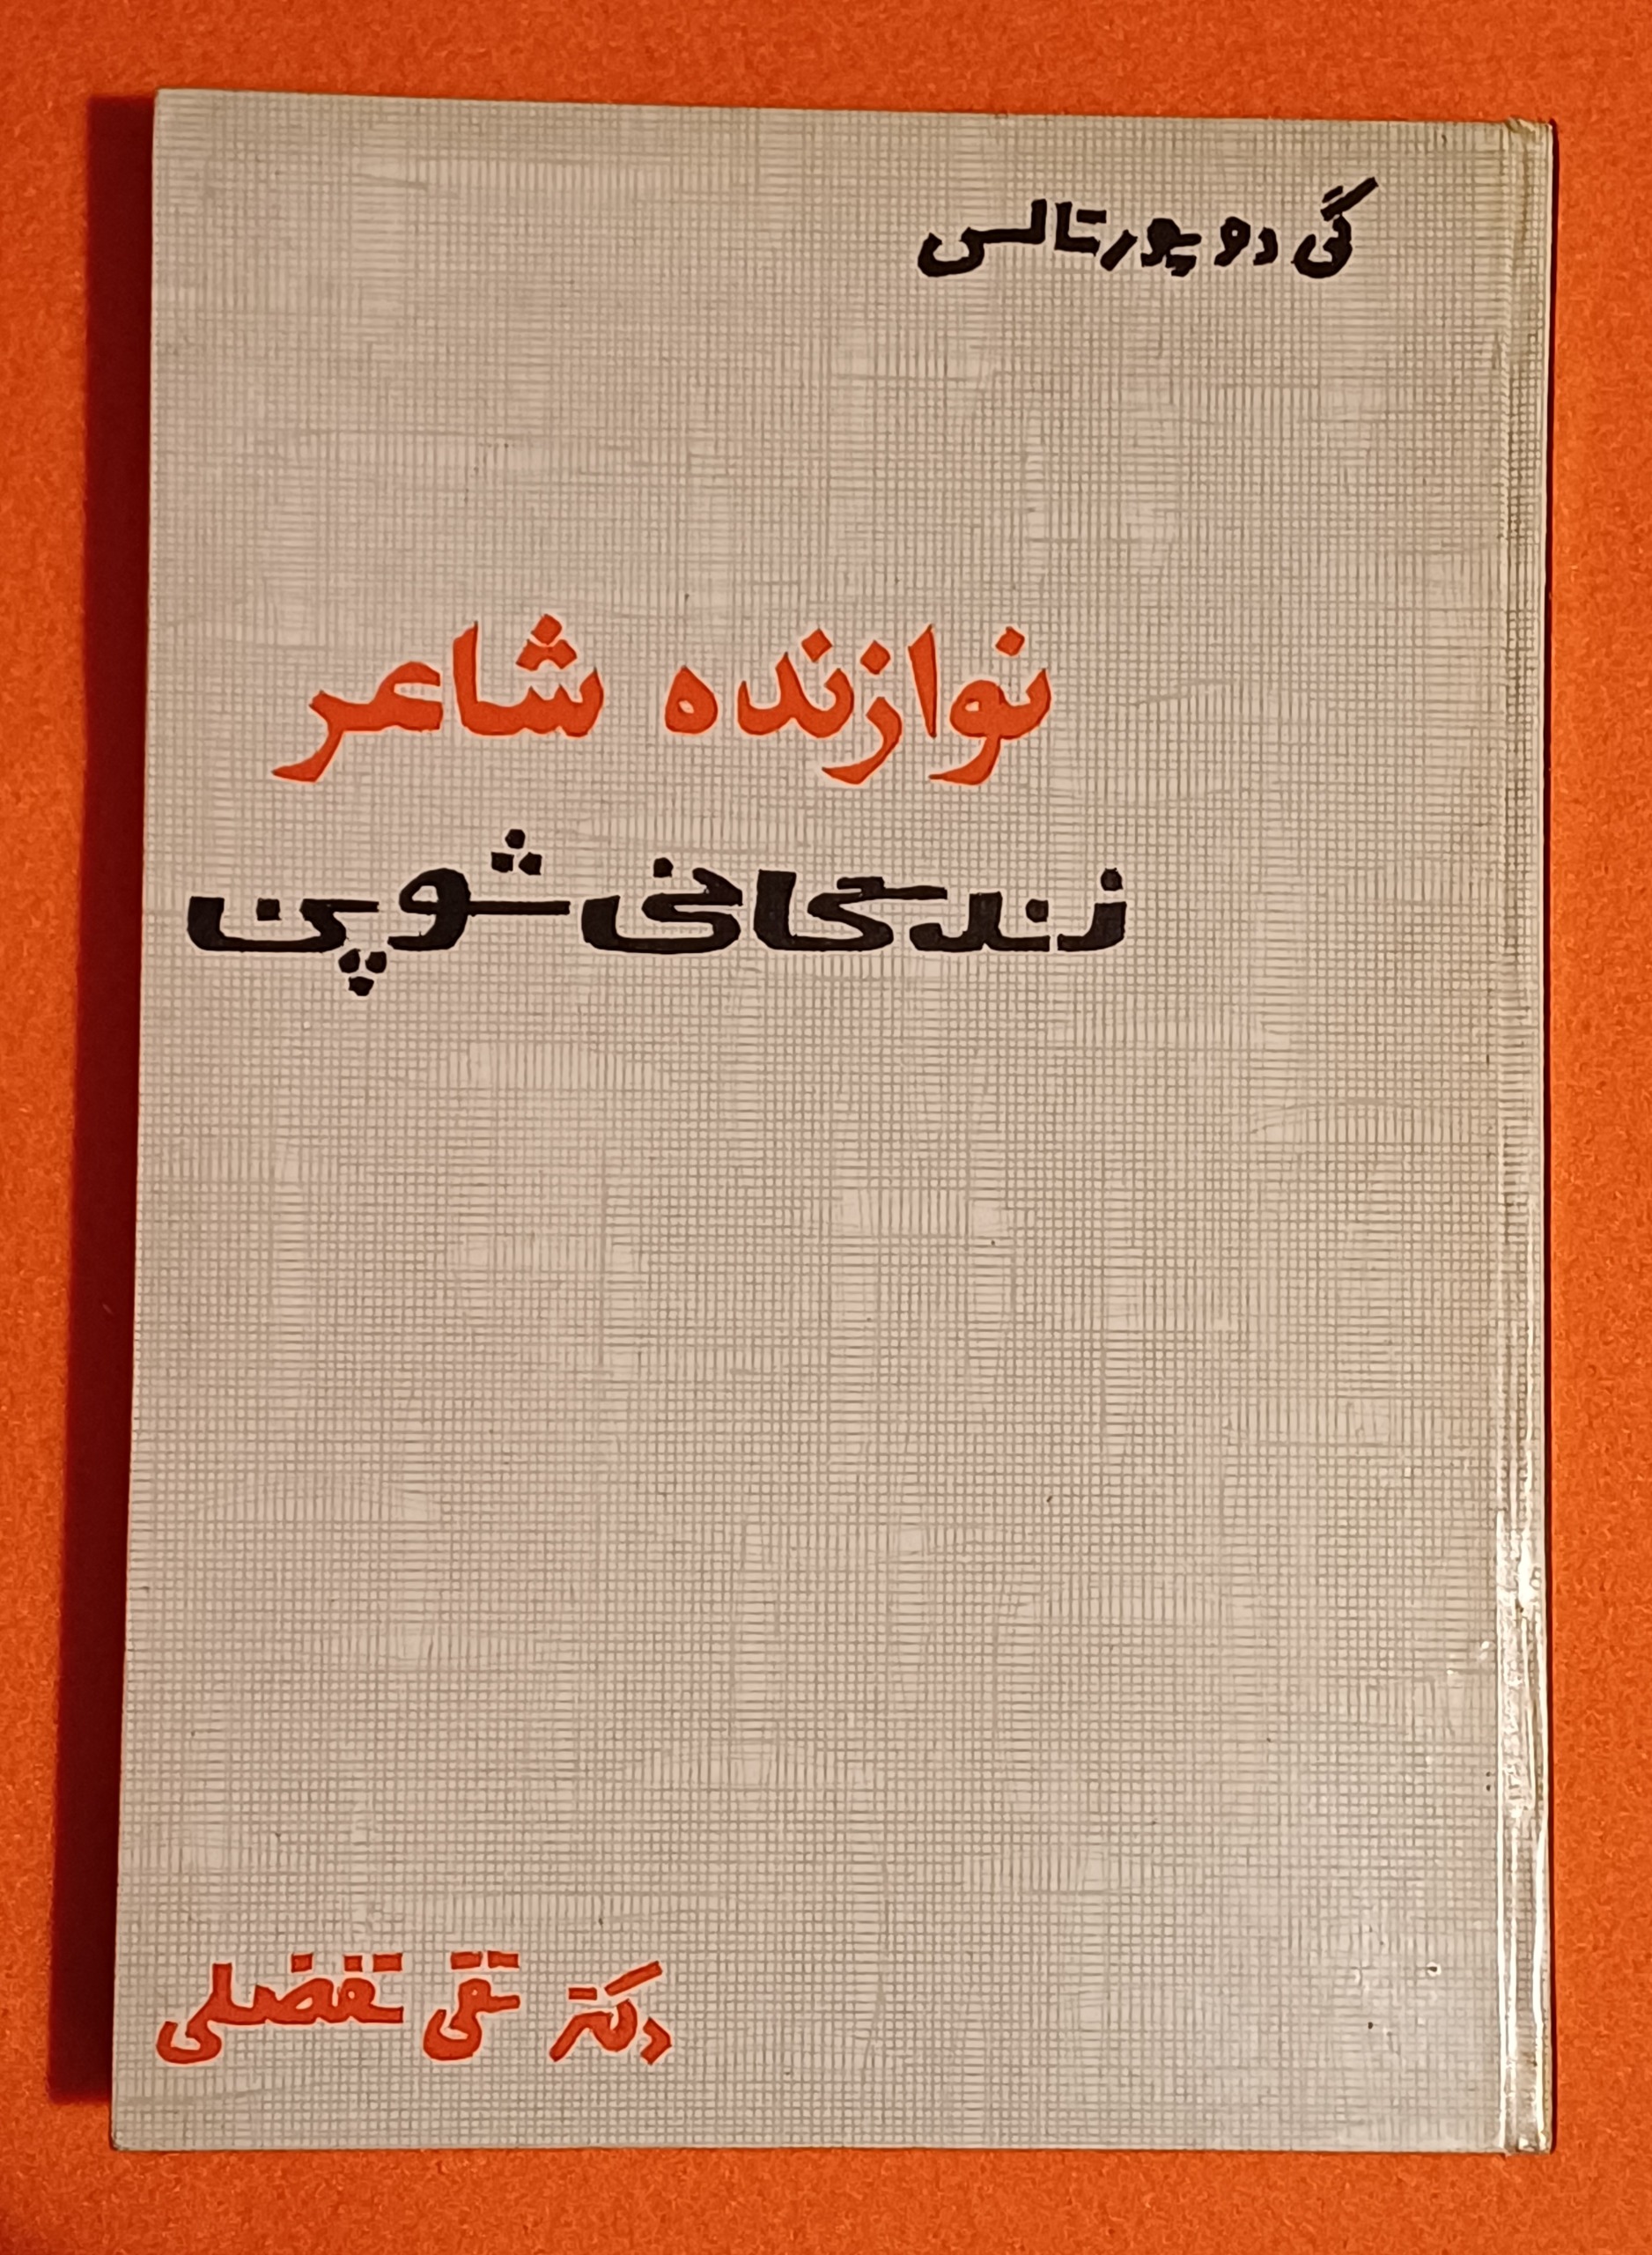 گی دو پورتالس
نوازنده شاعر
زندگانی شوپن
دکتر تقی تفضلی